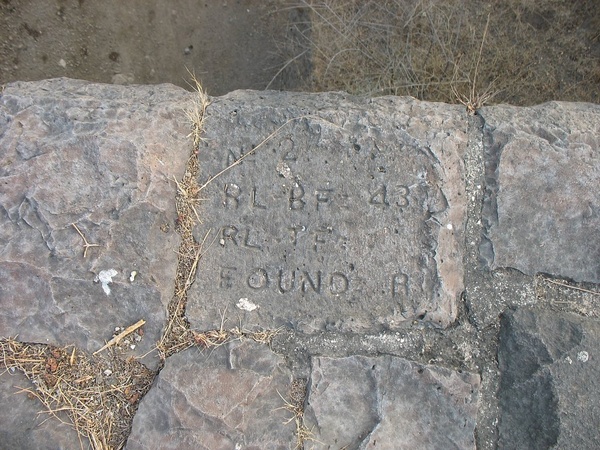 Nº 2
RL-BF= 43
RL-TF=
FOUND= R